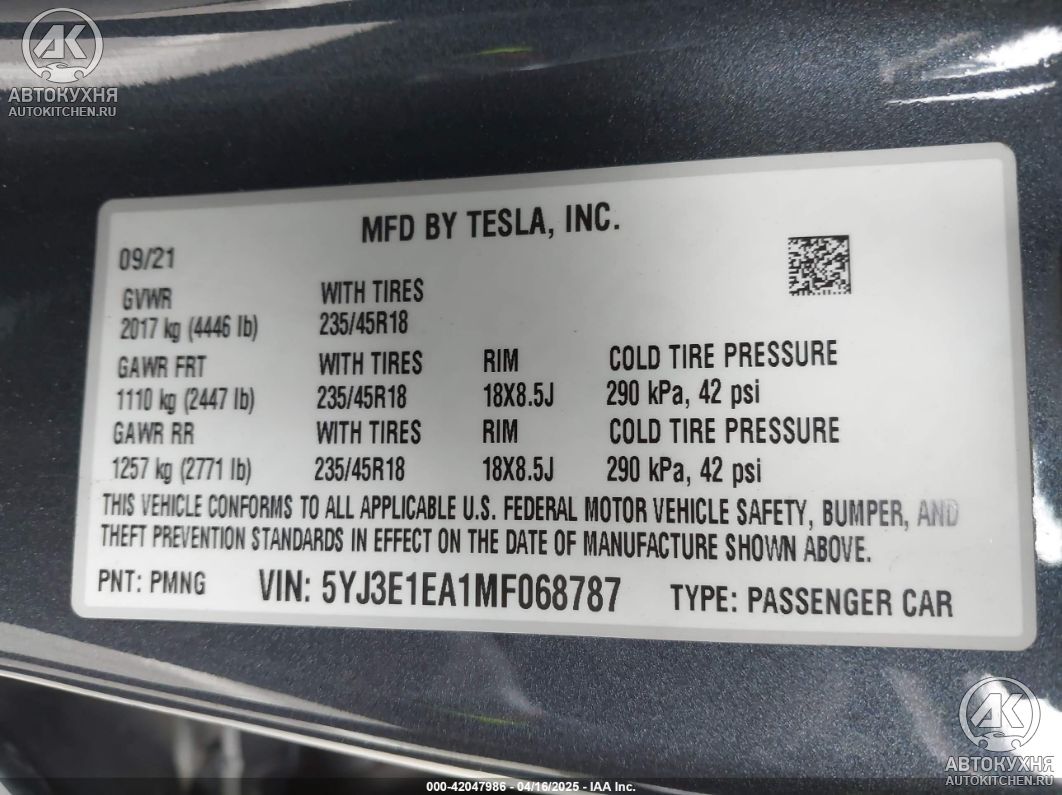 AK
АВТОКУХНЯ
AUTOKITCHEN.RU
MFD BY TESLA, INC.
09/21
GVWR WITH TIRES
2017 kg (4446 lb) 235/45R18
GAWR FRT WITH TIRES RIM COLD TIRE PRESSURE
1110 kg (2447 lb) 235/45R18 18X8.5J 290 kPa, 42 psi
GAWR RR WITH TIRES RIM COLD TIRE PRESSURE
1257 kg (2771 lb) 235/45R18 18X8.5J 290 kPa, 42 psi
THIS VEHICLE CONFORMS TO ALL APPLICABLE U.S. FEDERAL MOTOR VEHICLE SAFETY, BUMPER, AND
THEFT PREVENTION STANDARDS IN EFFECT ON THE DATE OF MANUFACTURE SHOWN ABOVE.
PNT: PMNG VIN: 5YJ3E1EA1MF068787 TYPE: PASSENGER CAR
AK
АВТОКУХНЯ
AUTOKITCHEN.RU
000-42047986 - 04/16/2025 - IAA Inc.